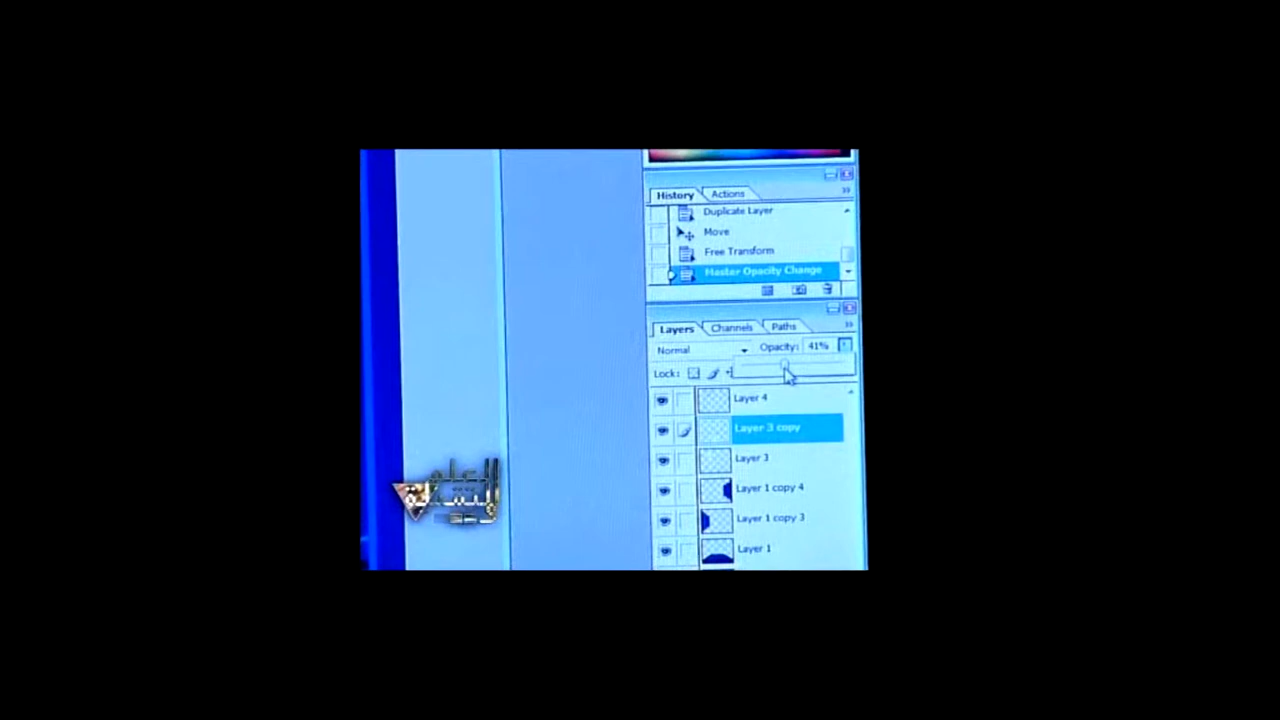 History Actions
Duplicate Layer
Move
Free Transform
Master Opacity Change
Layers Channels Paths
Normal Opacity: 41%
Lock:
Layer 4
Layer 3 copy
Layer 3
Layer 1 copy 4
Layer 1 copy 3
Layer 1